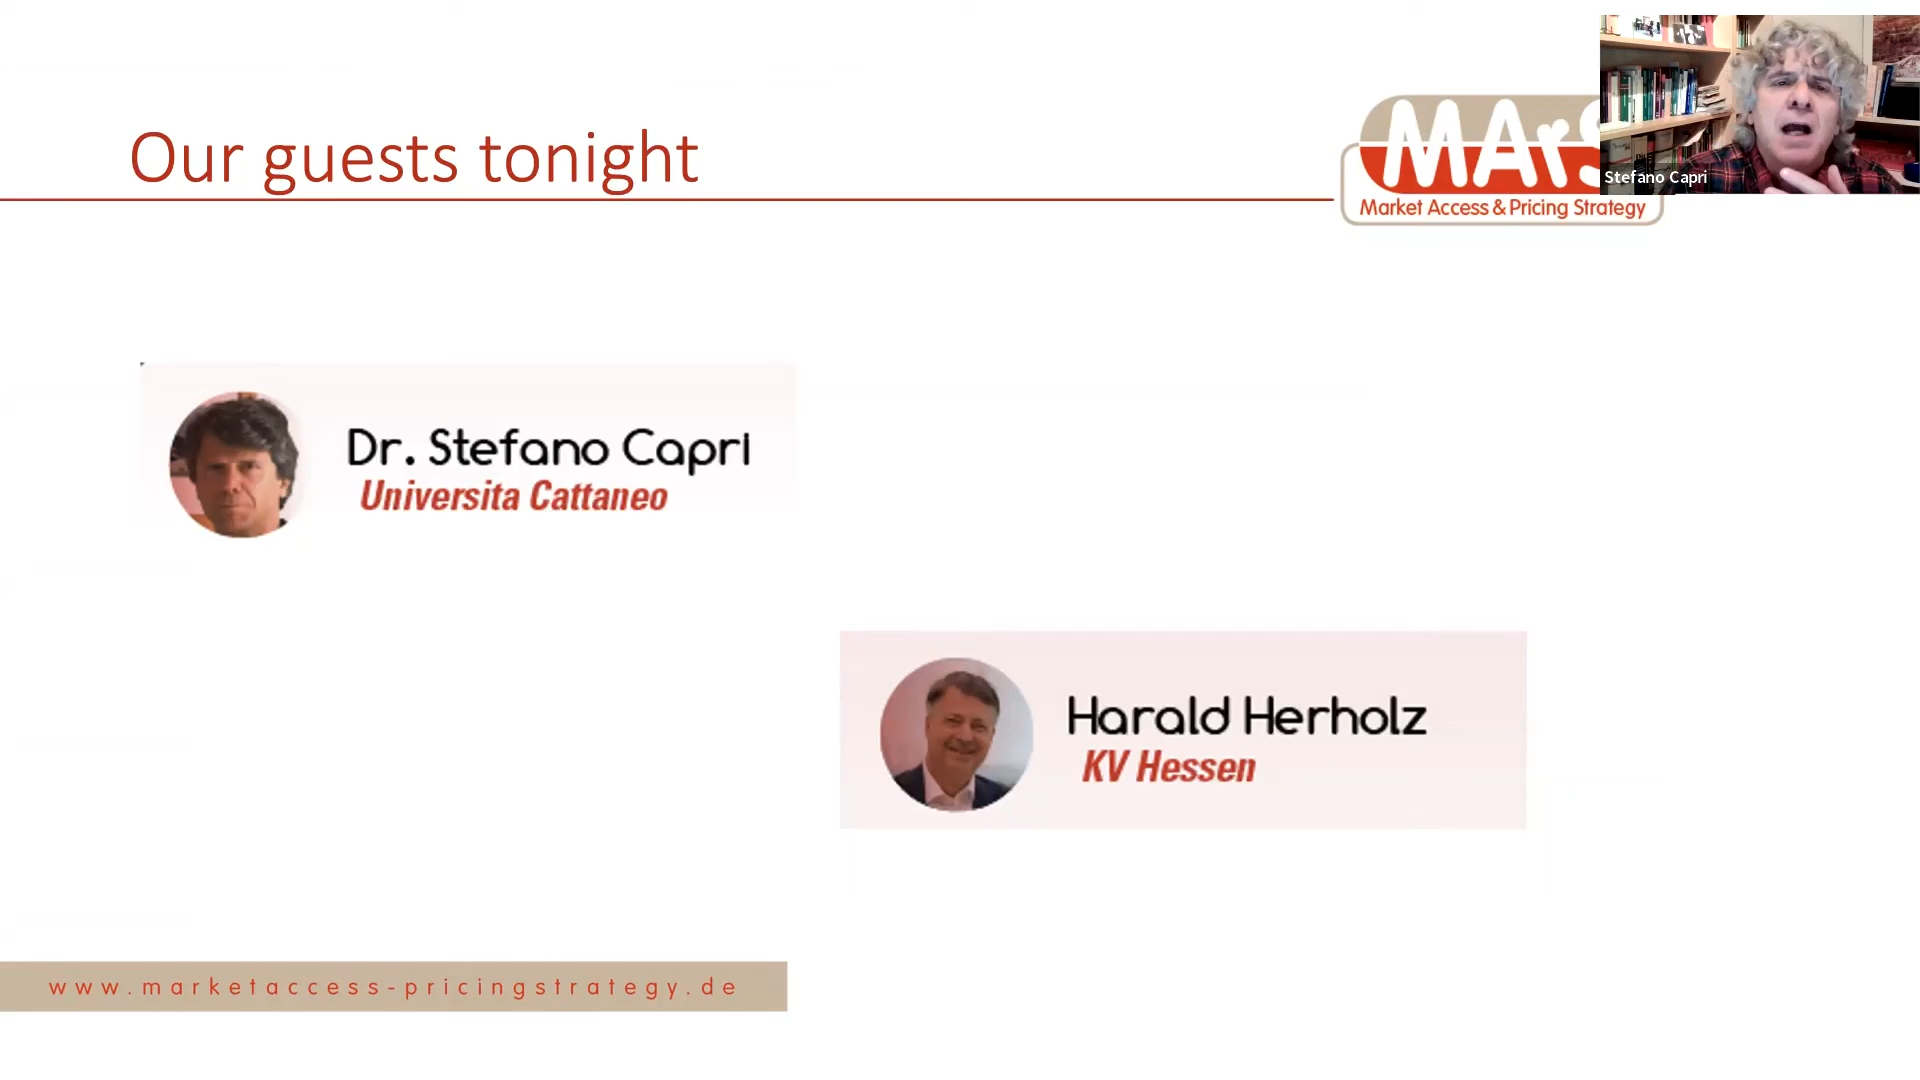 Our guests tonight
MArS
Market Access & Pricing Strategy
Stefano Capri
Dr. Stefano Capri
Universita Cattaneo
Harald Herholz
KV Hessen
www.marketaccess-pricingstrategy.de